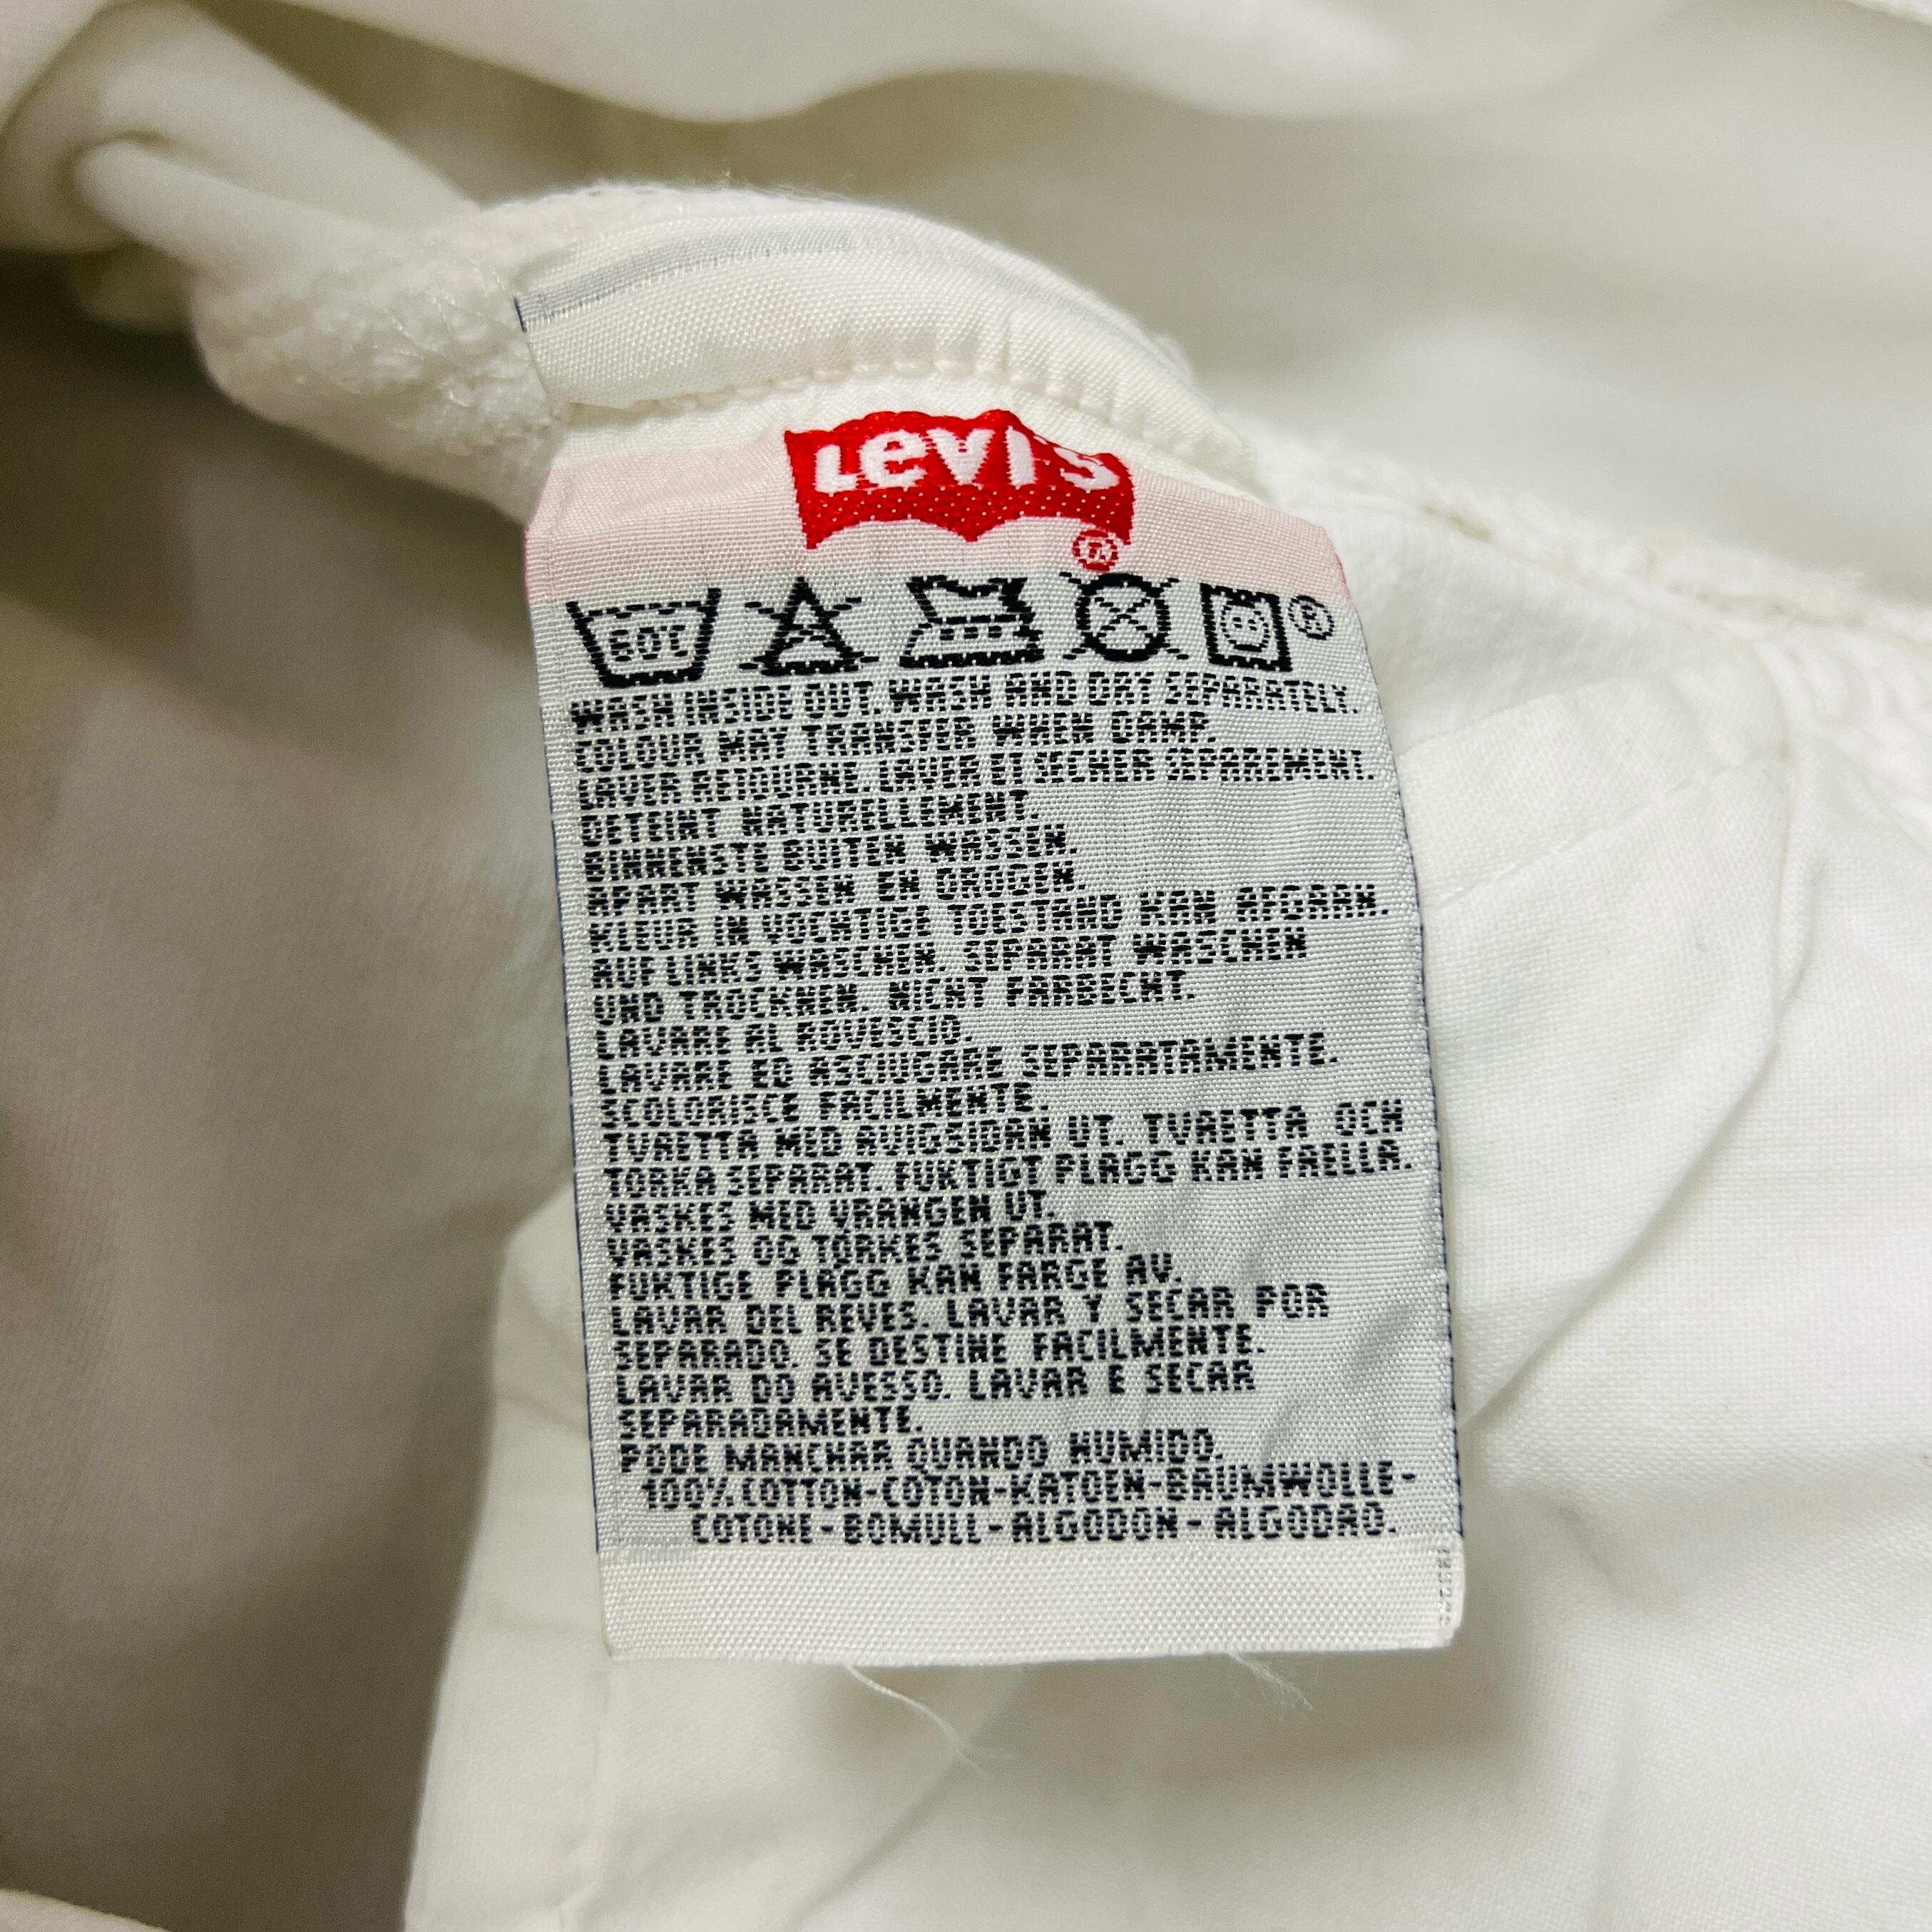 Levi's
®
60C
®
WASH INSIDE OUT. WASH AND DRY SEPARATELY.
COLOUR MAY TRANSFER WHEN DAMP.
LAVER RETOURNE. LAVER ET SECHER SEPAREMENT.
DETEINT NATURELLEMENT.
BINNENSTE BUITEN WASSEN.
APART WASSEN EN DROGEN.
KLEUR IN VOCHTIGE TOESTAND KAN AFGAAN.
AUF LINKS WASCHEN. SEPARAT WASCHEN
UND TROCKNEN. NICHT FARBECHT.
LAVARE AL ROVESCIO.
LAVARE ED ASCIUGARE SEPARATAMENTE.
SCOLORISCE FACILMENTE.
TVAETTA MED AVIGSIDAN UT. TVAETTA OCH
TORKA SEPARAT. FUKTIGT PLAGG KAN FAELLA.
VASKES MED VRANGEN UT.
VASKES OG TORKES SEPARAT.
FUKTIGE PLAGG KAN FARGE AV.
LAVAR DEL REVES. LAVAR Y SECAR POR
SEPARADO. SE DESTINE FACILMENTE.
LAVAR DO AVESSO. LAVAR E SECAR
SEPARADAMENTE.
PODE MANCHAR QUANDO HUMIDO.
100% COTTON-COTON-KATOEN-BAUMWOLLE-
COTONE-BOMULL-ALGODON-ALGODAO.